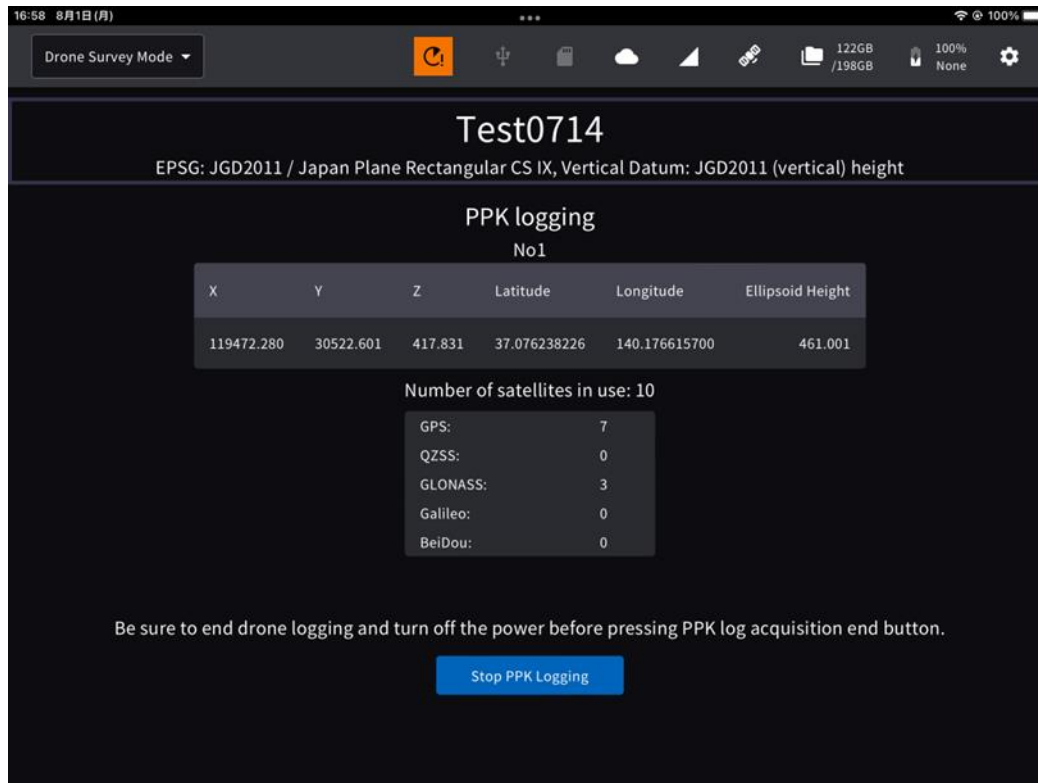 16:58 8月1日(月)
100%
Drone Survey Mode
122GB
/198GB
100%
None
Test0714
EPSG: JGD2011 / Japan Plane Rectangular CS IX, Vertical Datum: JGD2011 (vertical) height
PPK logging
No1
X Y Z Latitude Longitude Ellipsoid Height
119472.280 30522.601 417.831 37.076238226 140.176615700 461.001
Number of satellites in use: 10
GPS: 7
QZSS: 0
GLONASS: 3
Galileo: 0
BeiDou: 0
Be sure to end drone logging and turn off the power before pressing PPK log acquisition end button.
Stop PPK Logging